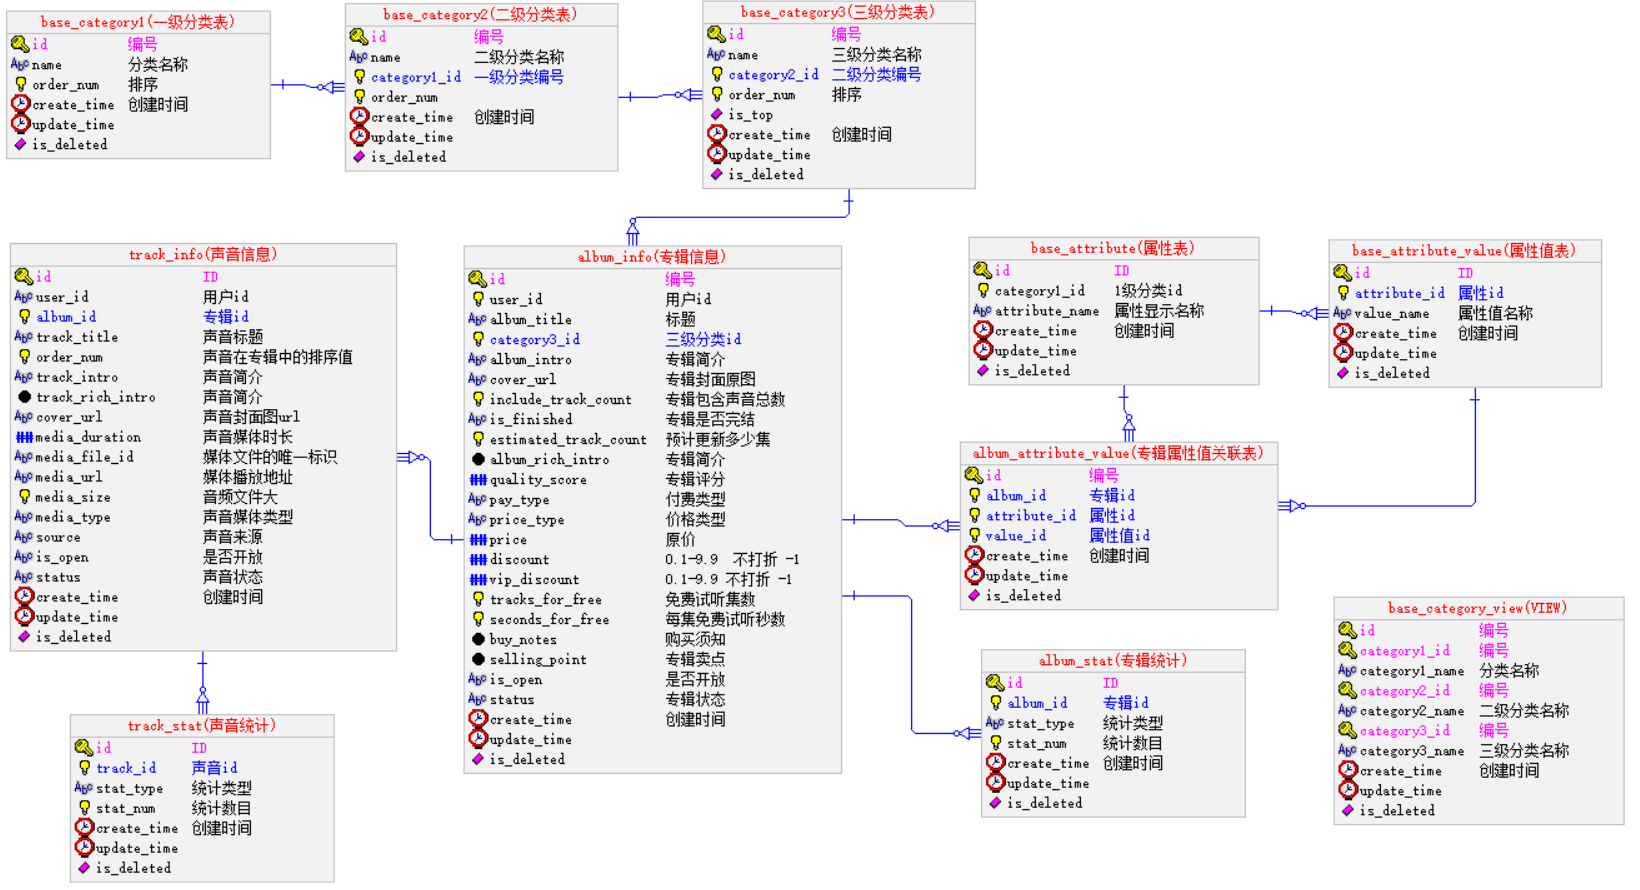 base_category1(一级分类表)
id 编号
name 分类名称
order_num 排序
create_time 创建时间
update_time
is_deleted
base_category2(二级分类表)
id 编号
name 二级分类名称
category1_id 一级分类编号
order_num
create_time 创建时间
update_time
is_deleted
base_category3(三级分类表)
id 编号
name 三级分类名称
category2_id 二级分类编号
order_num 排序
is_top
create_time 创建时间
update_time
is_deleted
track_info(声音信息)
id ID
user_id 用户id
album_id 专辑id
track_title 声音标题
order_num 声音在专辑中的排序值
track_intro 声音简介
track_rich_intro 声音简介
cover_url 声音封面图url
media_duration 声音媒体时长
media_file_id 媒体文件的唯一标识
media_url 媒体播放地址
media_size 音频文件大
media_type 声音媒体类型
source 声音来源
is_open 是否开放
status 声音状态
create_time 创建时间
update_time
is_deleted
album_info(专辑信息)
id 编号
user_id 用户id
album_title 标题
category3_id 三级分类id
album_intro 专辑简介
cover_url 专辑封面原图
include_track_count 专辑包含声音总数
is_finished 专辑是否完结
estimated_track_count 预计更新多少集
album_rich_intro 专辑简介
quality_score 专辑评分
pay_type 付费类型
price_type 价格类型
price 原价
discount 0.1-9.9 不打折 -1
vip_discount 0.1-9.9 不打折 -1
tracks_for_free 免费试听集数
seconds_for_free 每集免费试听秒数
buy_notes 购买须知
selling_point 专辑卖点
is_open 是否开放
status 专辑状态
create_time 创建时间
update_time
is_deleted
base_attribute(属性表)
id ID
category1_id 1级分类id
attribute_name 属性显示名称
create_time 创建时间
update_time
is_deleted
base_attribute_value(属性值表)
id ID
attribute_id 属性id
value_name 属性值名称
create_time 创建时间
update_time
is_deleted
album_attribute_value(专辑属性值关联表)
id 编号
album_id 专辑id
attribute_id 属性id
value_id 属性值id
create_time 创建时间
update_time
is_deleted
track_stat(声音统计)
id ID
track_id 声音id
stat_type 统计类型
stat_num 统计数目
create_time 创建时间
update_time
is_deleted
album_stat(专辑统计)
id ID
album_id 专辑id
stat_type 统计类型
stat_num 统计数目
create_time 创建时间
update_time
is_deleted
base_category_view(VIEW)
id 编号
category1_id 编号
category1_name 分类名称
category2_id 编号
category2_name 二级分类名称
category3_id 编号
category3_name 三级分类名称
create_time 创建时间
update_time
is_deleted